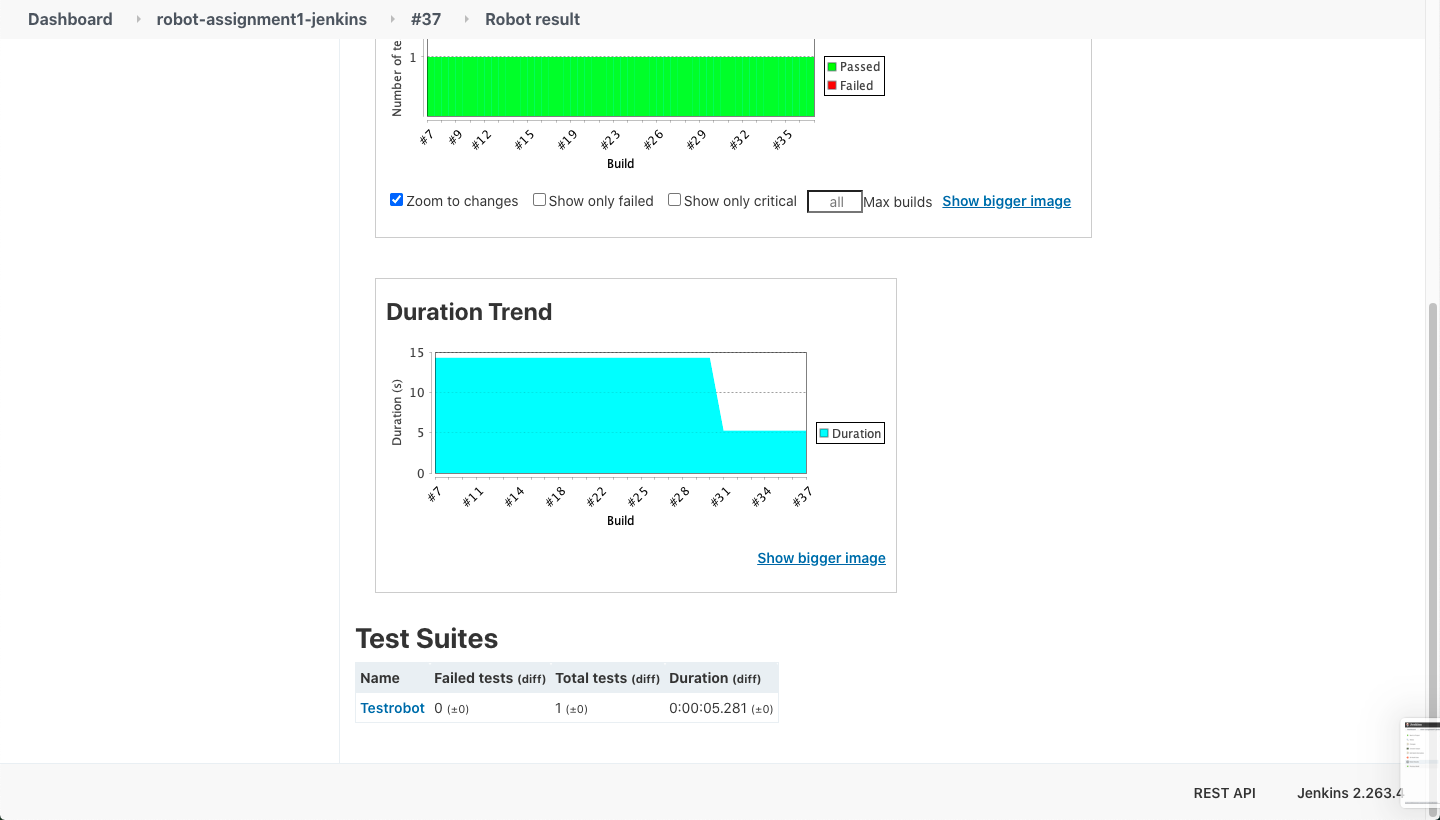 Dashboard robot-assignment1-jenkins #37 Robot result
Number of te
1
Passed
Failed
#7 #9 #12 #15 #19 #23 #26 #29 #32 #35
Build
Zoom to changes Show only failed Show only critical all Max builds Show bigger image
Duration Trend
15
10
5
0
Duration (s)
Duration
#7 #11 #14 #18 #22 #25 #28 #31 #34 #37
Build
Show bigger image
Test Suites
Name Failed tests (diff) Total tests (diff) Duration (diff)
Testrobot 0 (±0) 1 (±0) 0:00:05.281 (±0)
REST API Jenkins 2.263.4